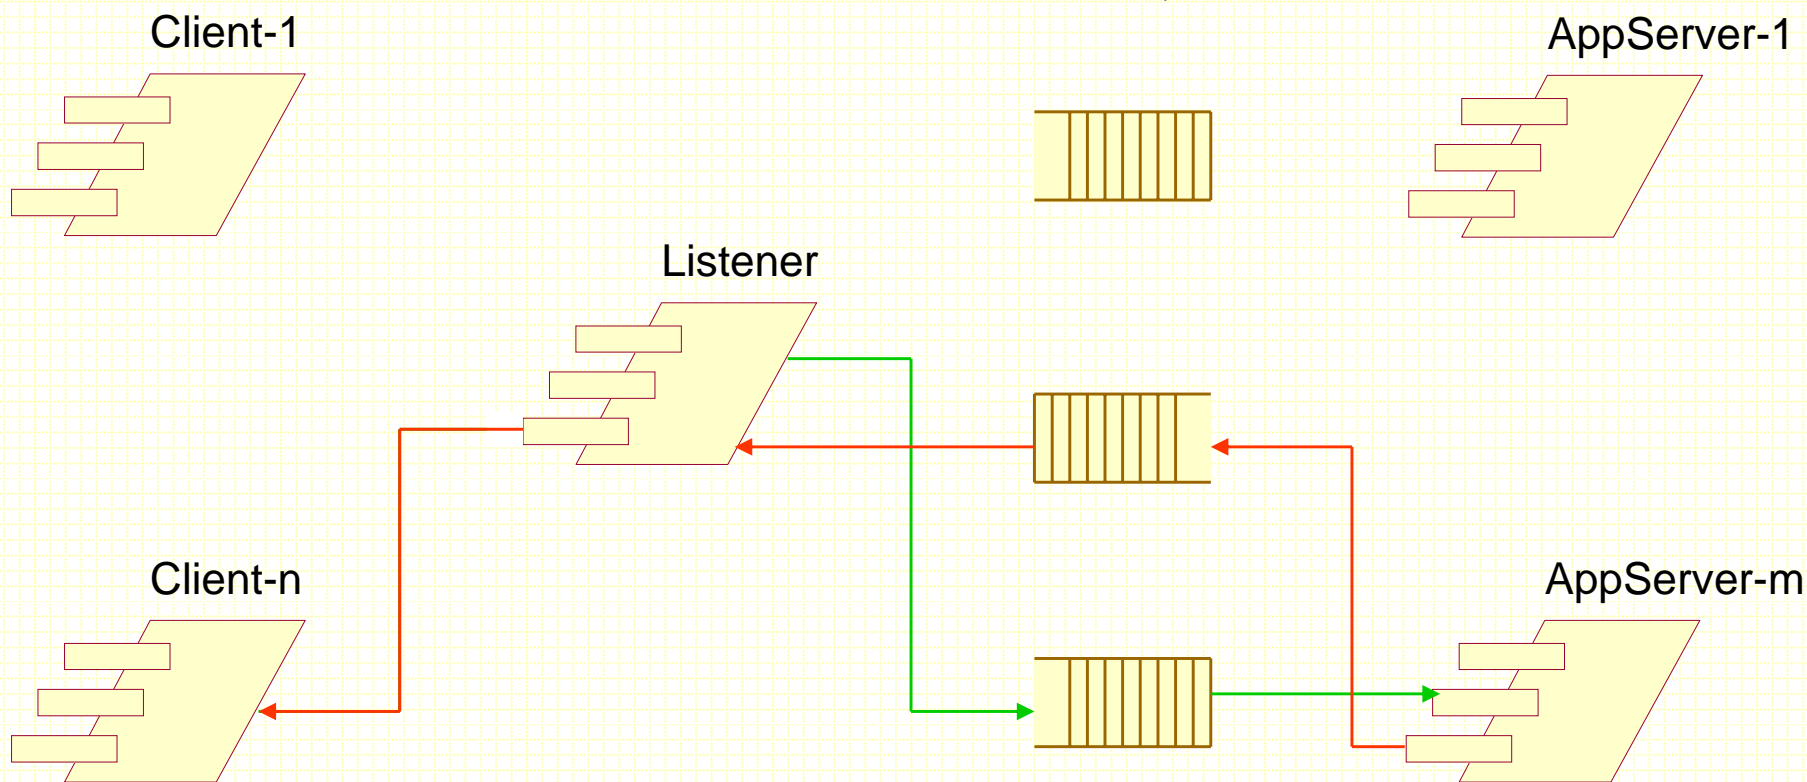 Client-1
AppServer-1
Listener
Client-n
AppServer-m